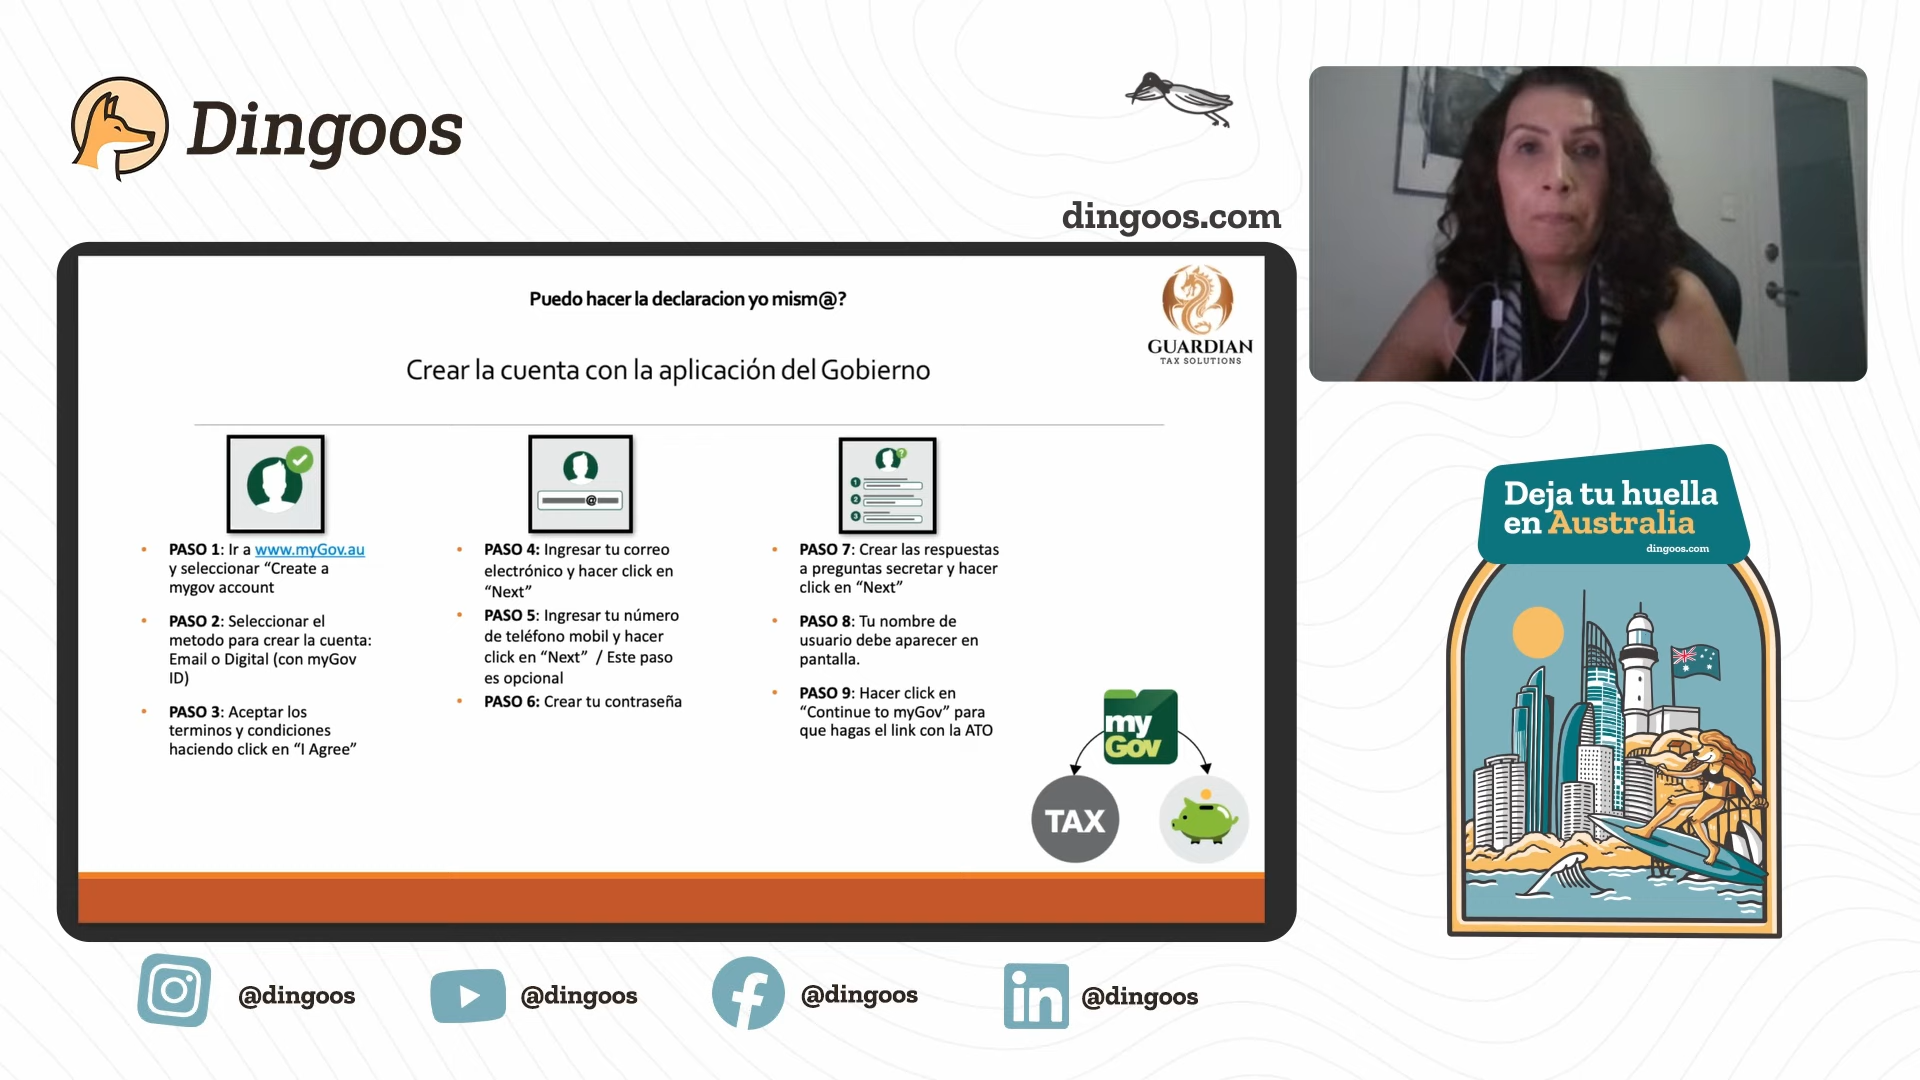 Dingoos
dingoos.com
Puedo hacer la declaracion yo mism@?
GUARDIAN
TAX SOLUTIONS
Crear la cuenta con la aplicación del Gobierno
@
?
1
2
3
PASO 1: Ir a www.myGov.au
y seleccionar “Create a
mygov account
PASO 2: Seleccionar el
metodo para crear la cuenta:
Email o Digital (con myGov
ID)
PASO 3: Aceptar los
terminos y condiciones
haciendo click en “I Agree”
PASO 4: Ingresar tu correo
electrónico y hacer click en
“Next”
PASO 5: Ingresar tu número
de teléfono mobil y hacer
click en “Next” / Este paso
es opcional
PASO 6: Crear tu contraseña
PASO 7: Crear las respuestas
a preguntas secretar y hacer
click en “Next”
PASO 8: Tu nombre de
usuario debe aparecer en
pantalla.
PASO 9: Hacer click en
“Continue to myGov” para
que hagas el link con la ATO
my
Gov
TAX
Deja tu huella
en Australia
dingoos.com
@dingoos
@dingoos
@dingoos
in
@dingoos